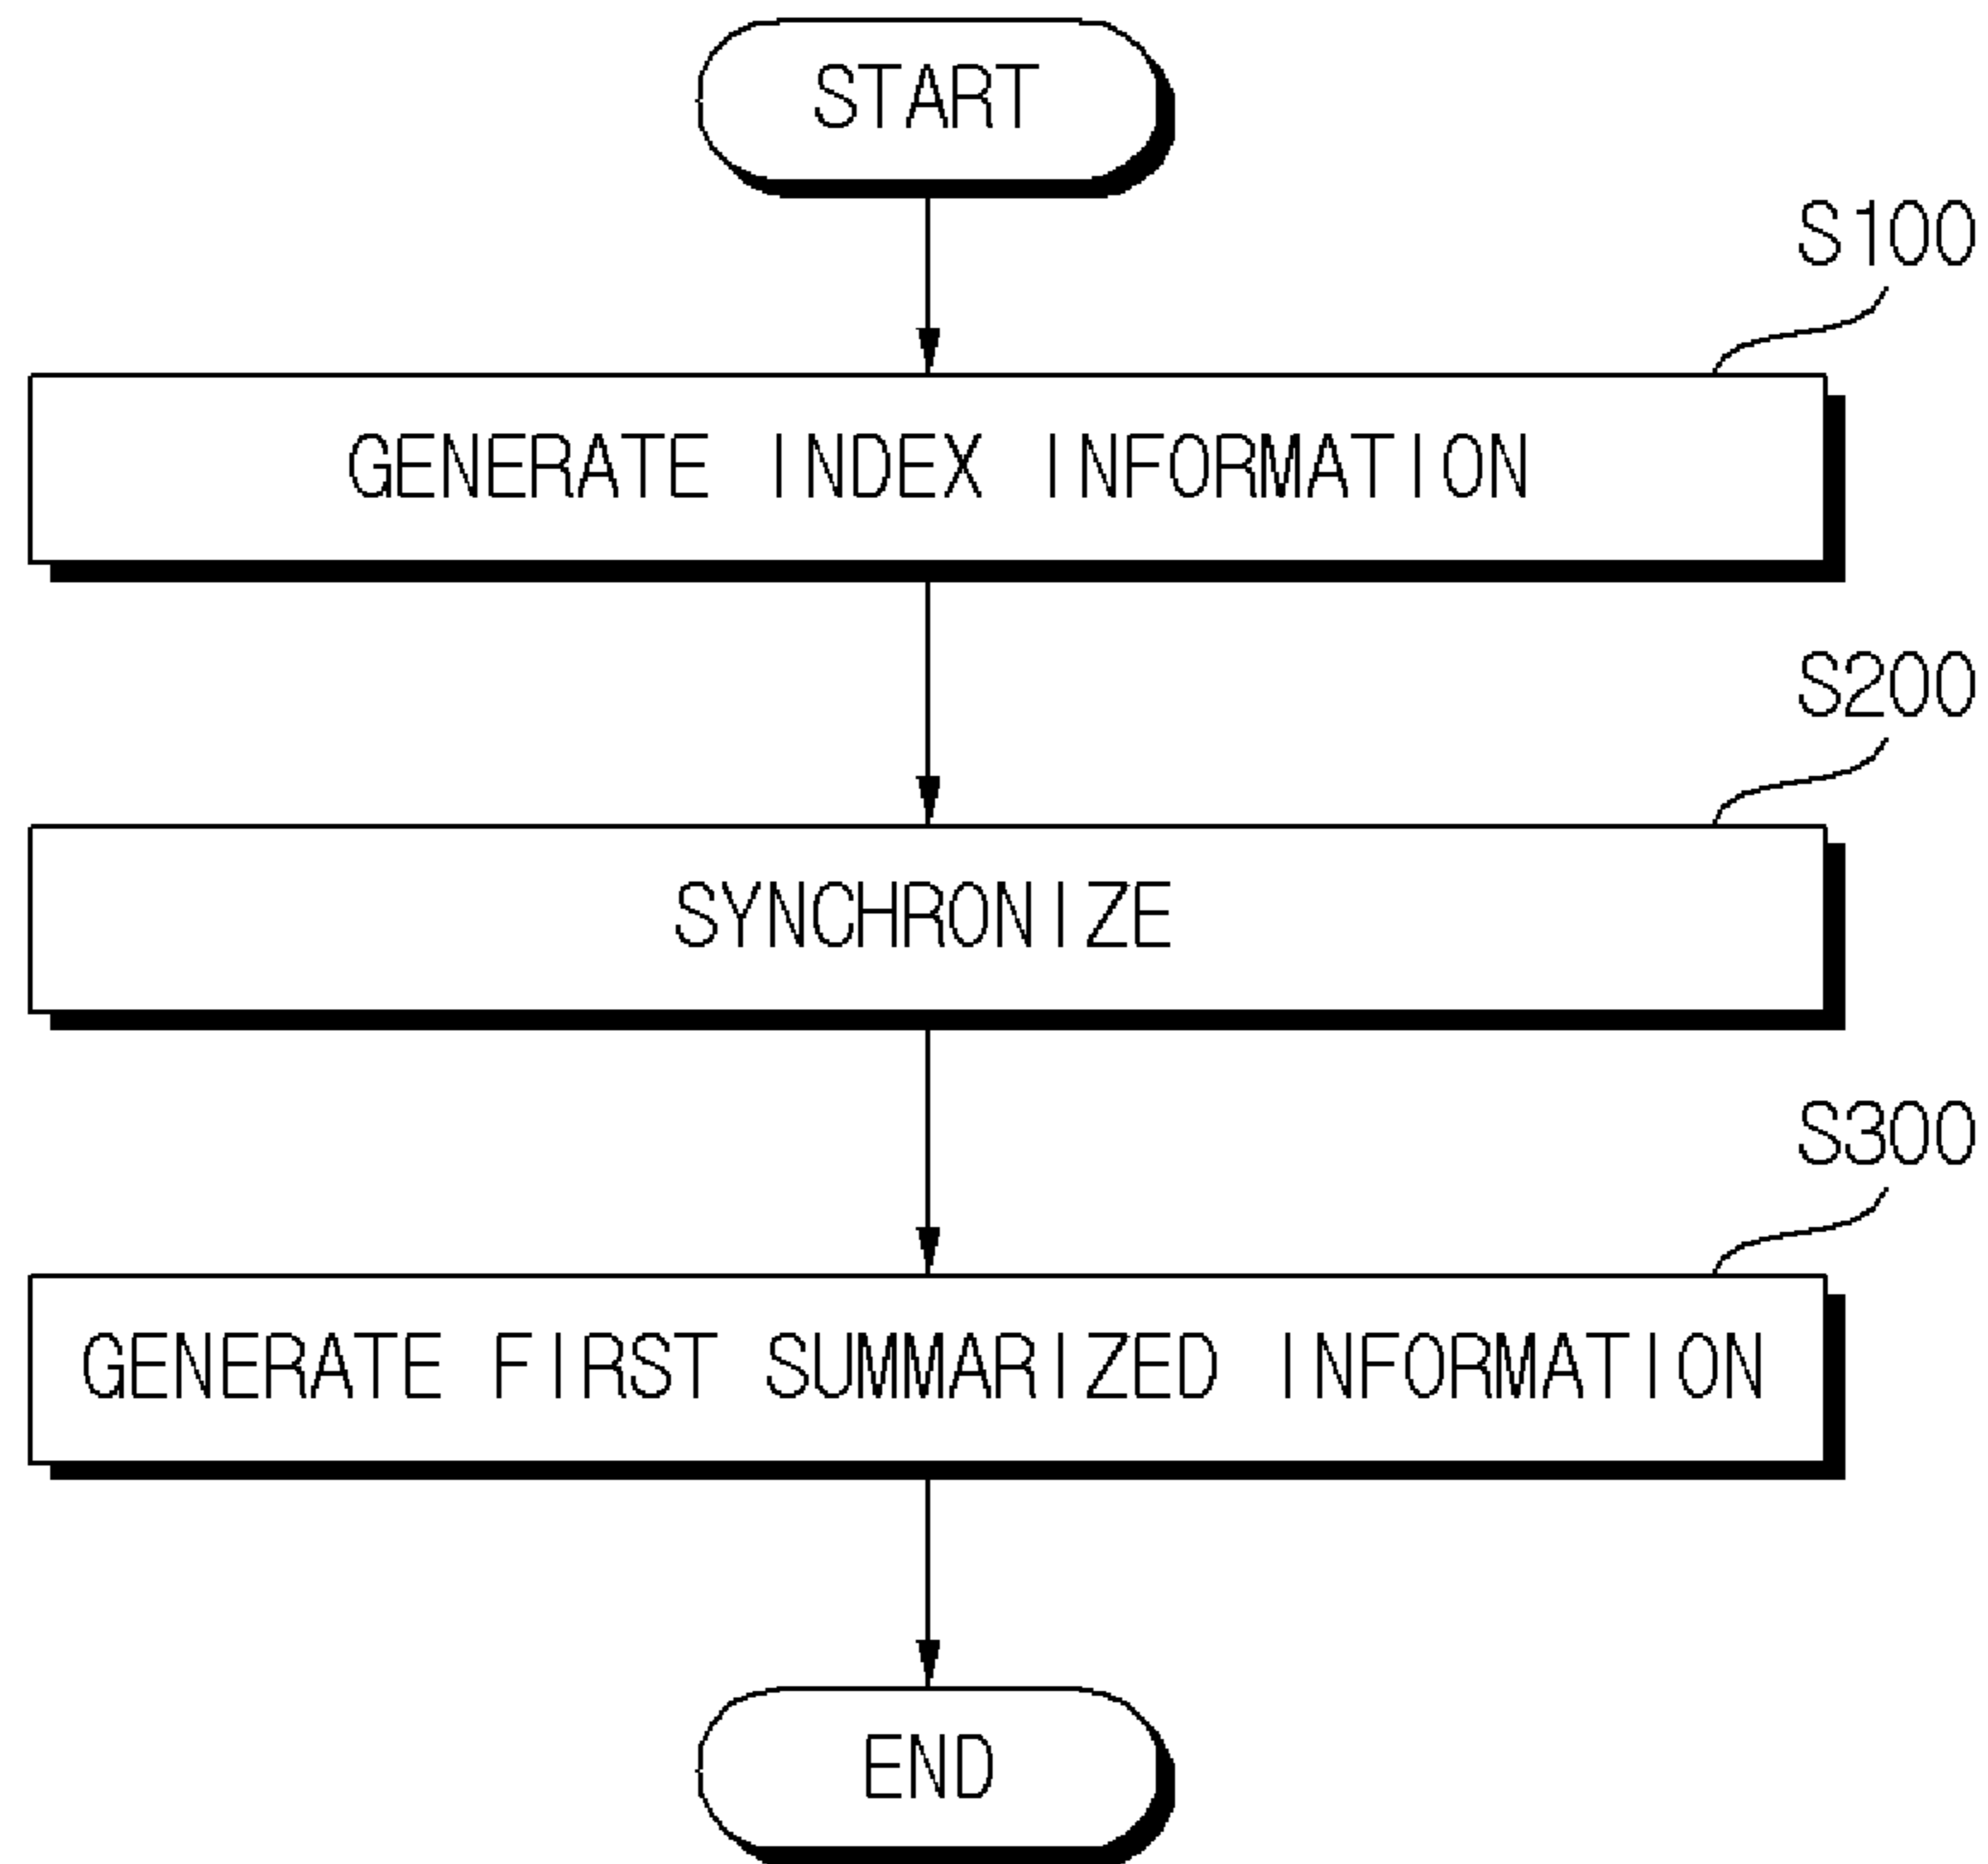 START
S100
GENERATE INDEX INFORMATION
S200
SYNCHRONIZE
S300
GENERATE FIRST SUMMARIZED INFORMATION
END